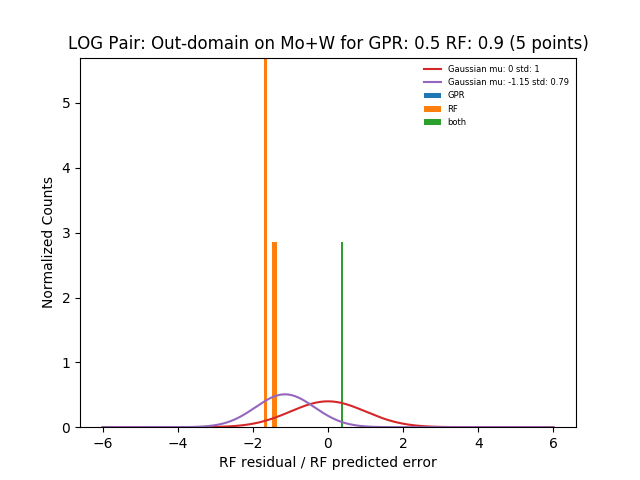 LOG Pair: Out-domain on Mo+W for GPR: 0.5 RF: 0.9 (5 points)
Gaussian mu: 0 std: 1
Gaussian mu: -1.15 std: 0.79
GPR
RF
both
Normalized Counts
5
4
3
2
1
0
−6
−4
−2
0
2
4
6
RF residual / RF predicted error